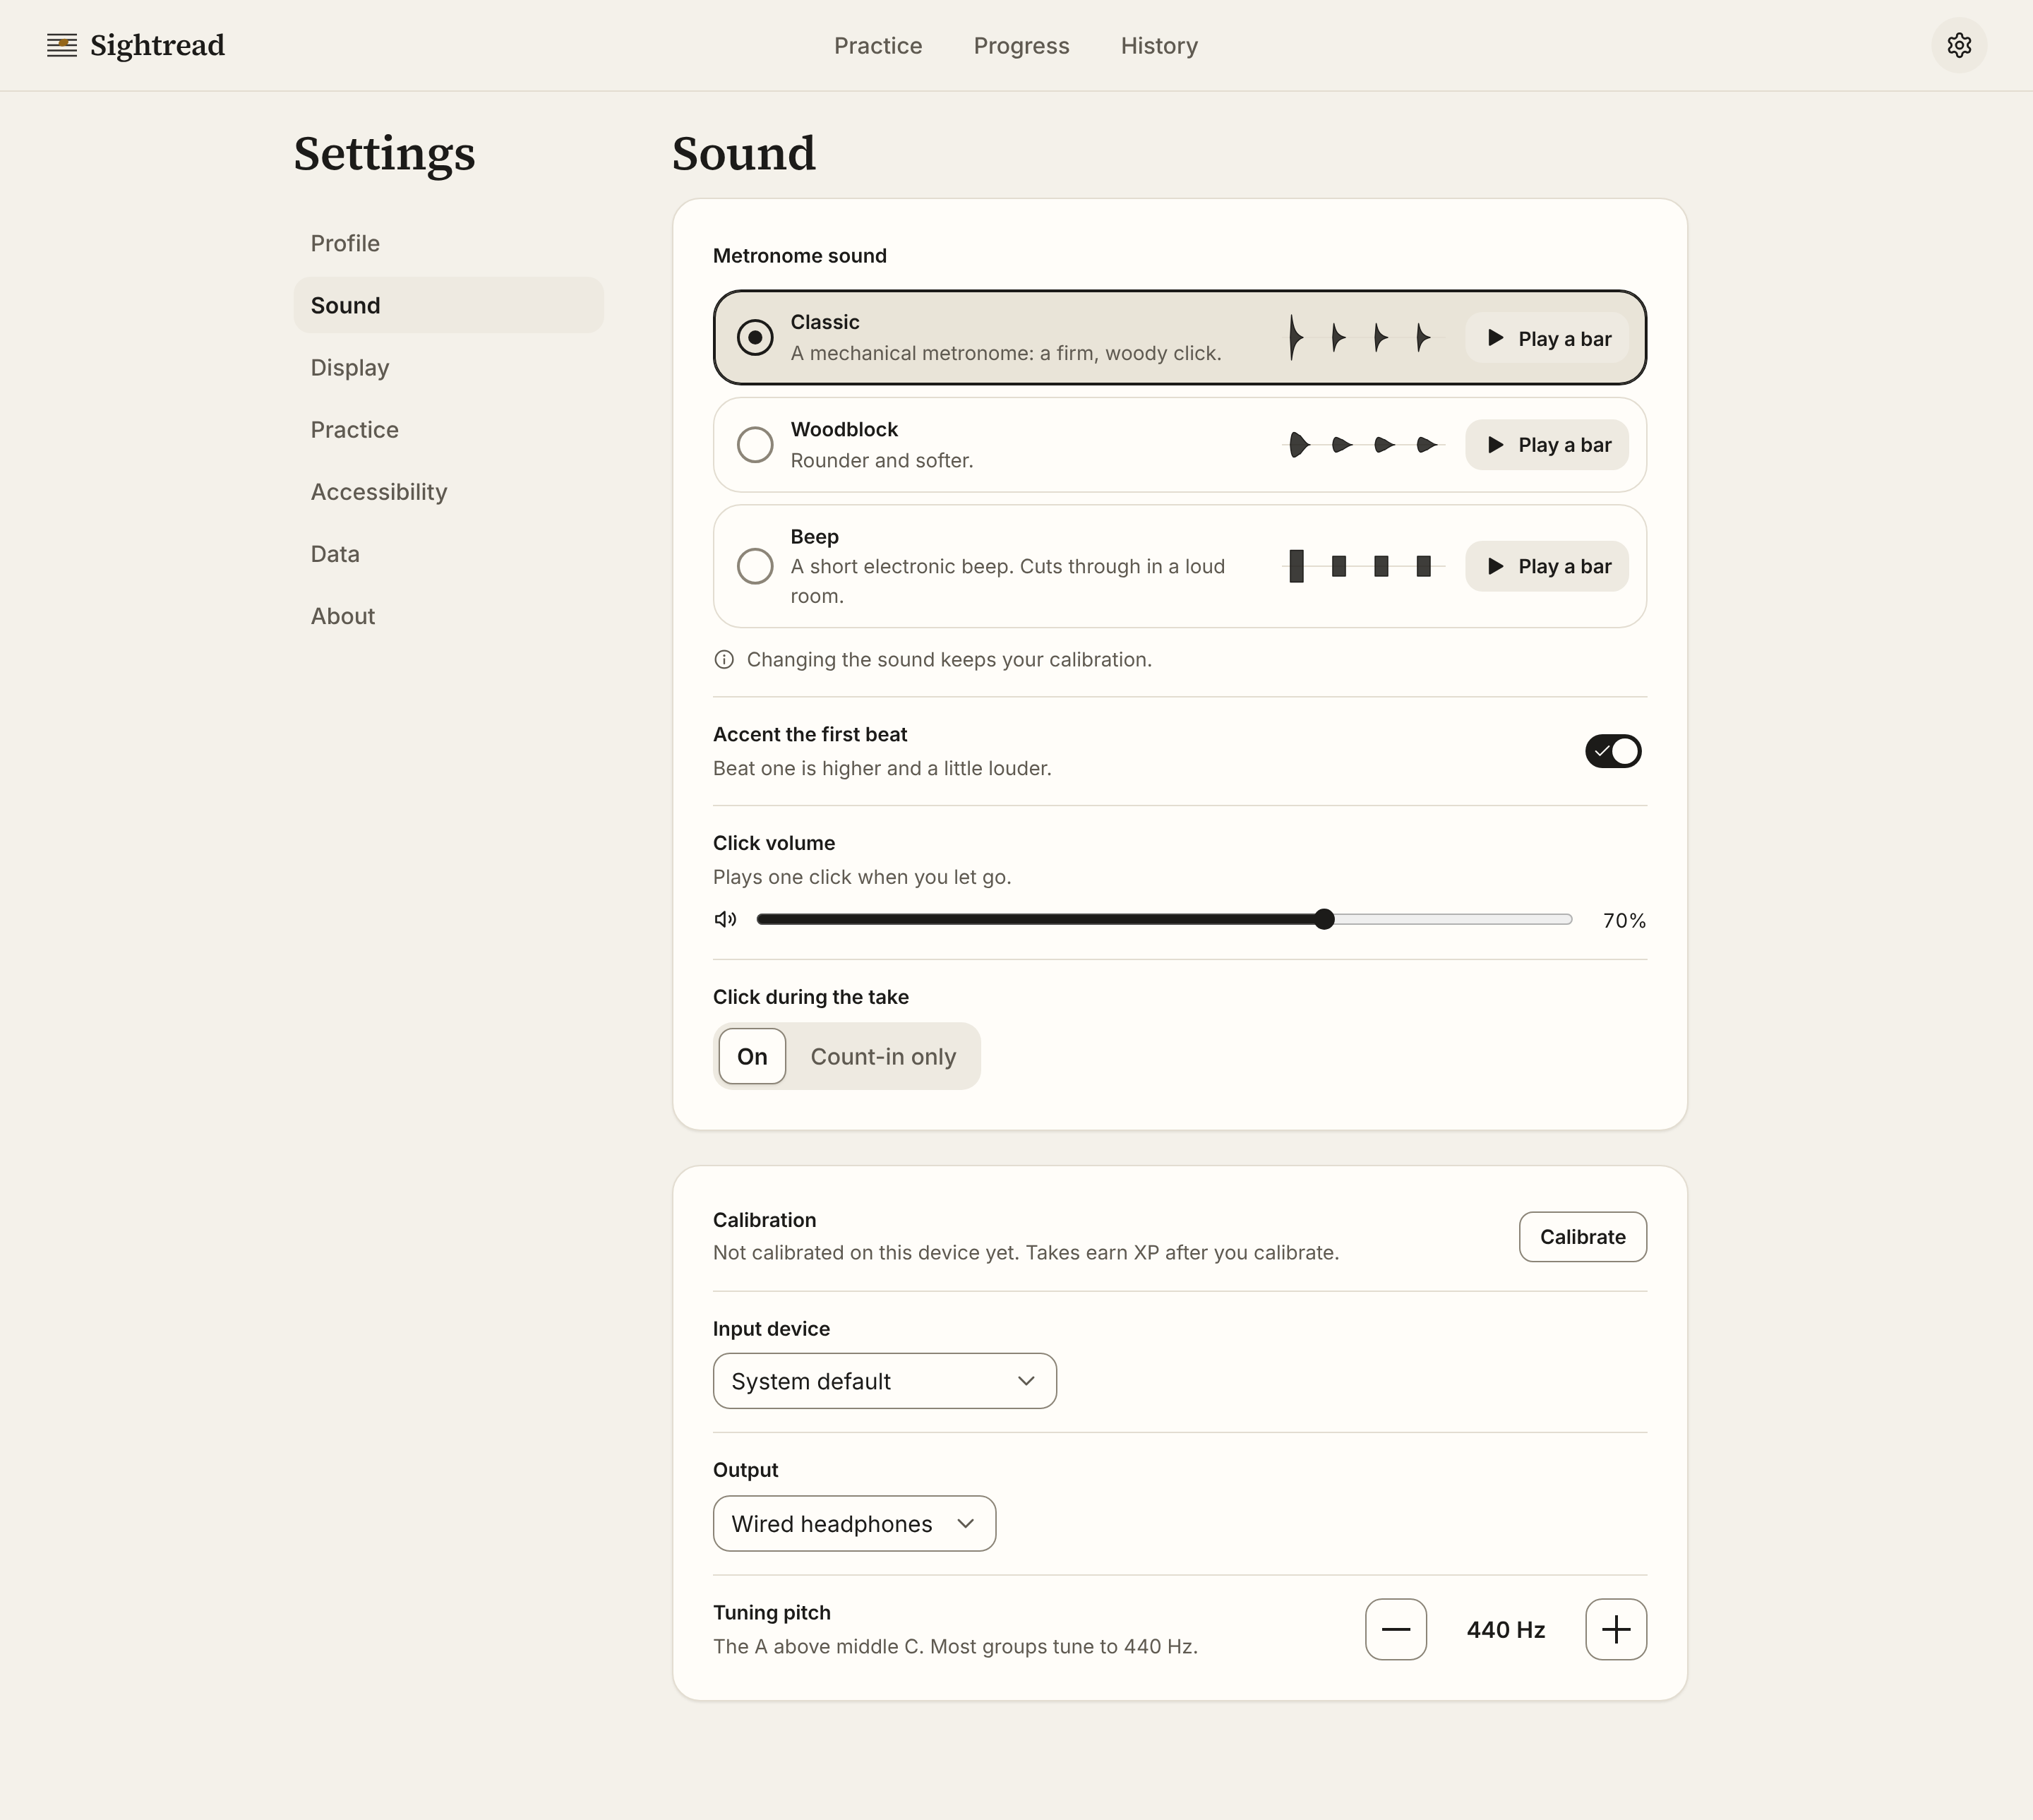 Sightread
Practice
Progress
History
Settings
Profile
Sound
Display
Practice
Accessibility
Data
About
Sound
Metronome sound
Classic
A mechanical metronome: a firm, woody click.
Play a bar
Woodblock
Rounder and softer.
Play a bar
Beep
A short electronic beep. Cuts through in a loud
room.
Play a bar
Changing the sound keeps your calibration.
Accent the first beat
Beat one is higher and a little louder.
Click volume
Plays one click when you let go.
70%
Click during the take
On
Count-in only
Calibration
Not calibrated on this device yet. Takes earn XP after you calibrate.
Calibrate
Input device
System default
Output
Wired headphones
Tuning pitch
The A above middle C. Most groups tune to 440 Hz.
440 Hz